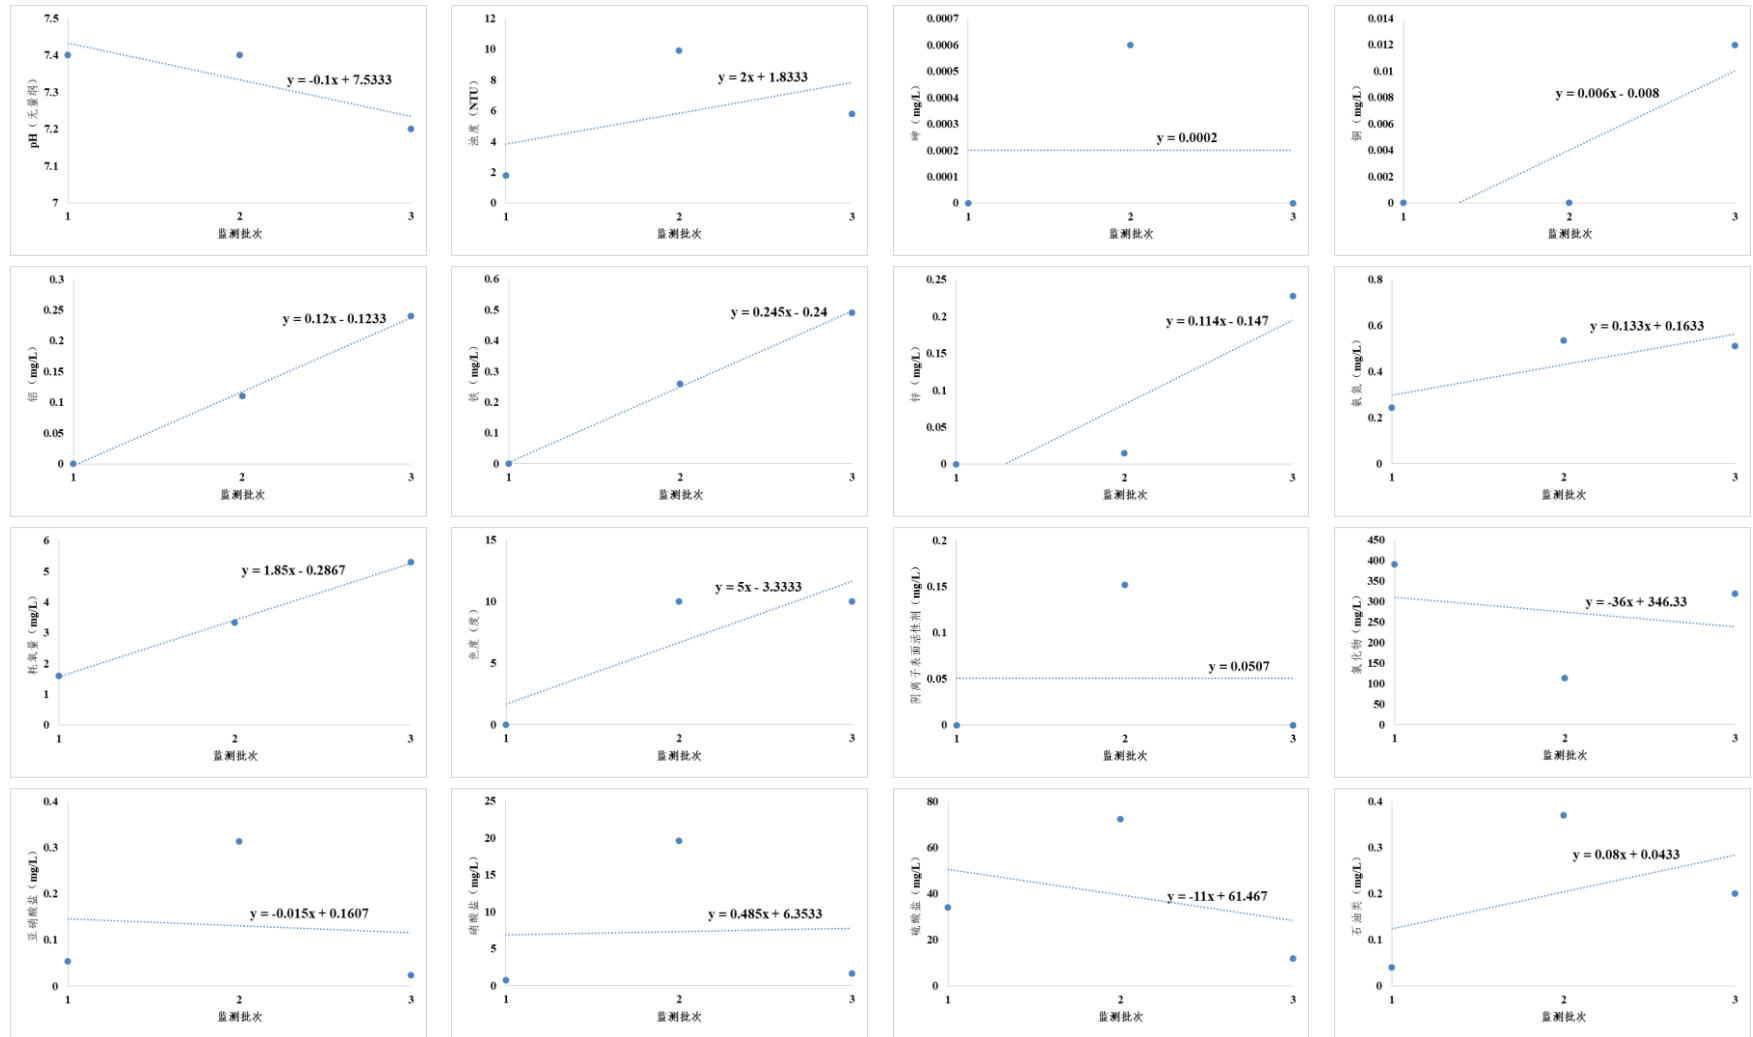 7.5
7.4
7.3
7.2
7.1
7
pH（无量纲）
y = -0.1x + 7.5333
1 2 3
监测批次
12
10
8
6
4
2
0
浊度（NTU）
y = 2x + 1.8333
1 2 3
监测批次
0.0007
0.0006
0.0005
0.0004
0.0003
0.0002
0.0001
0
砷（mg/L）
y = 0.0002
1 2 3
监测批次
0.014
0.012
0.01
0.008
0.006
0.004
0.002
0
铜（mg/L）
y = 0.006x - 0.008
1 2 3
监测批次
0.3
0.25
0.2
0.15
0.1
0.05
0
铝（mg/L）
y = 0.12x - 0.1233
1 2 3
监测批次
0.6
0.5
0.4
0.3
0.2
0.1
0
铁（mg/L）
y = 0.245x - 0.24
1 2 3
监测批次
0.25
0.2
0.15
0.1
0.05
0
锌（mg/L）
y = 0.114x - 0.147
1 2 3
监测批次
0.8
0.6
0.4
0.2
0
氨氮（mg/L）
y = 0.133x + 0.1633
1 2 3
监测批次
6
5
4
3
2
1
0
耗氧量（mg/L）
y = 1.85x - 0.2867
1 2 3
监测批次
15
10
5
0
色度（度）
y = 5x - 3.3333
1 2 3
监测批次
0.2
0.15
0.1
0.05
0
阴离子表面活性剂（mg/L）
y = 0.0507
1 2 3
监测批次
450
400
350
300
250
200
150
100
50
0
氯化物（mg/L）
y = -36x + 346.33
1 2 3
监测批次
0.4
0.3
0.2
0.1
0
亚硝酸盐（mg/L）
y = -0.015x + 0.1607
1 2 3
监测批次
25
20
15
10
5
0
硝酸盐（mg/L）
y = 0.485x + 6.3533
1 2 3
监测批次
80
60
40
20
0
硫酸盐（mg/L）
y = -11x + 61.467
1 2 3
监测批次
0.4
0.3
0.2
0.1
0
石油类（mg/L）
y = 0.08x + 0.0433
1 2 3
监测批次